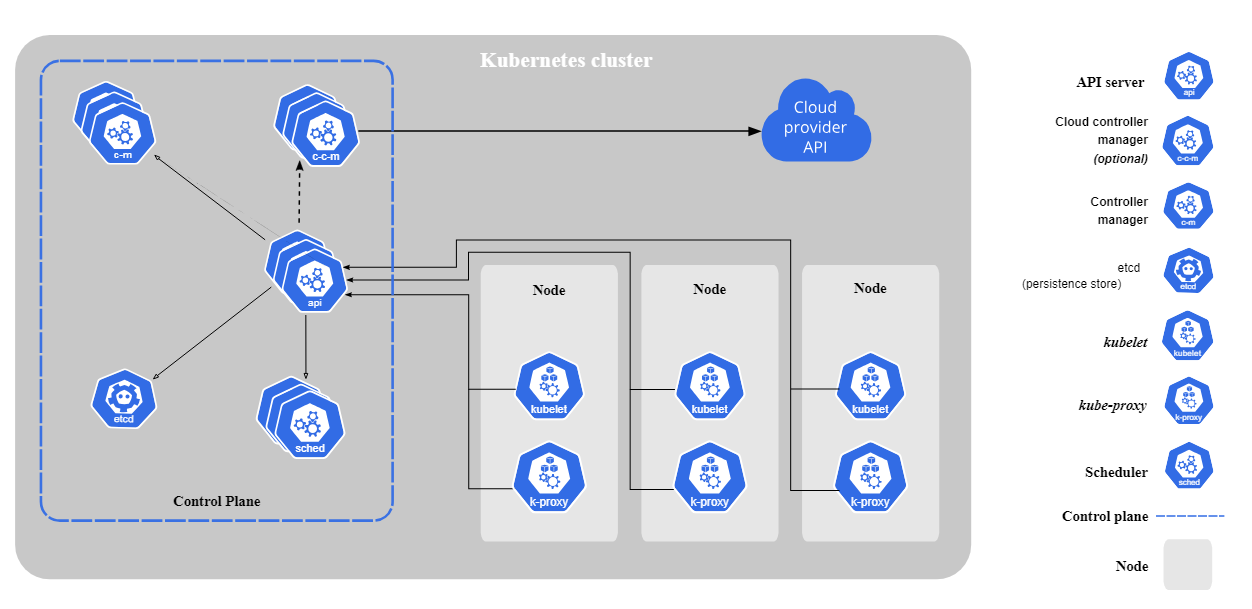 Kubernetes cluster
c-m
c-c-m
Cloud
provider
API
api
etcd
sched
Control Plane
Node
kubelet
k-proxy
Node
kubelet
k-proxy
Node
kubelet
k-proxy
API server
api
Cloud controller
manager
(optional)
c-c-m
Controller
manager
c-m
etcd
(persistence store)
etcd
kubelet
kubelet
kube-proxy
k-proxy
Scheduler
sched
Control plane
Node